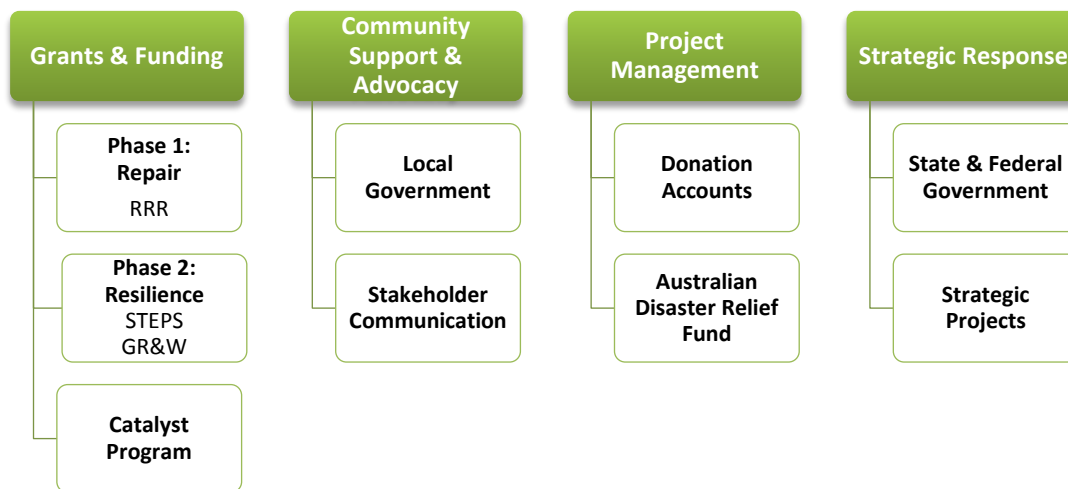 Grants & Funding
Phase 1:
Repair
RRR
Phase 2:
Resilience
STEPS
GR&W
Catalyst
Program
Community
Support &
Advocacy
Local
Government
Stakeholder
Communication
Project
Management
Donation
Accounts
Australian
Disaster Relief
Fund
Strategic Response
State & Federal
Government
Strategic
Projects